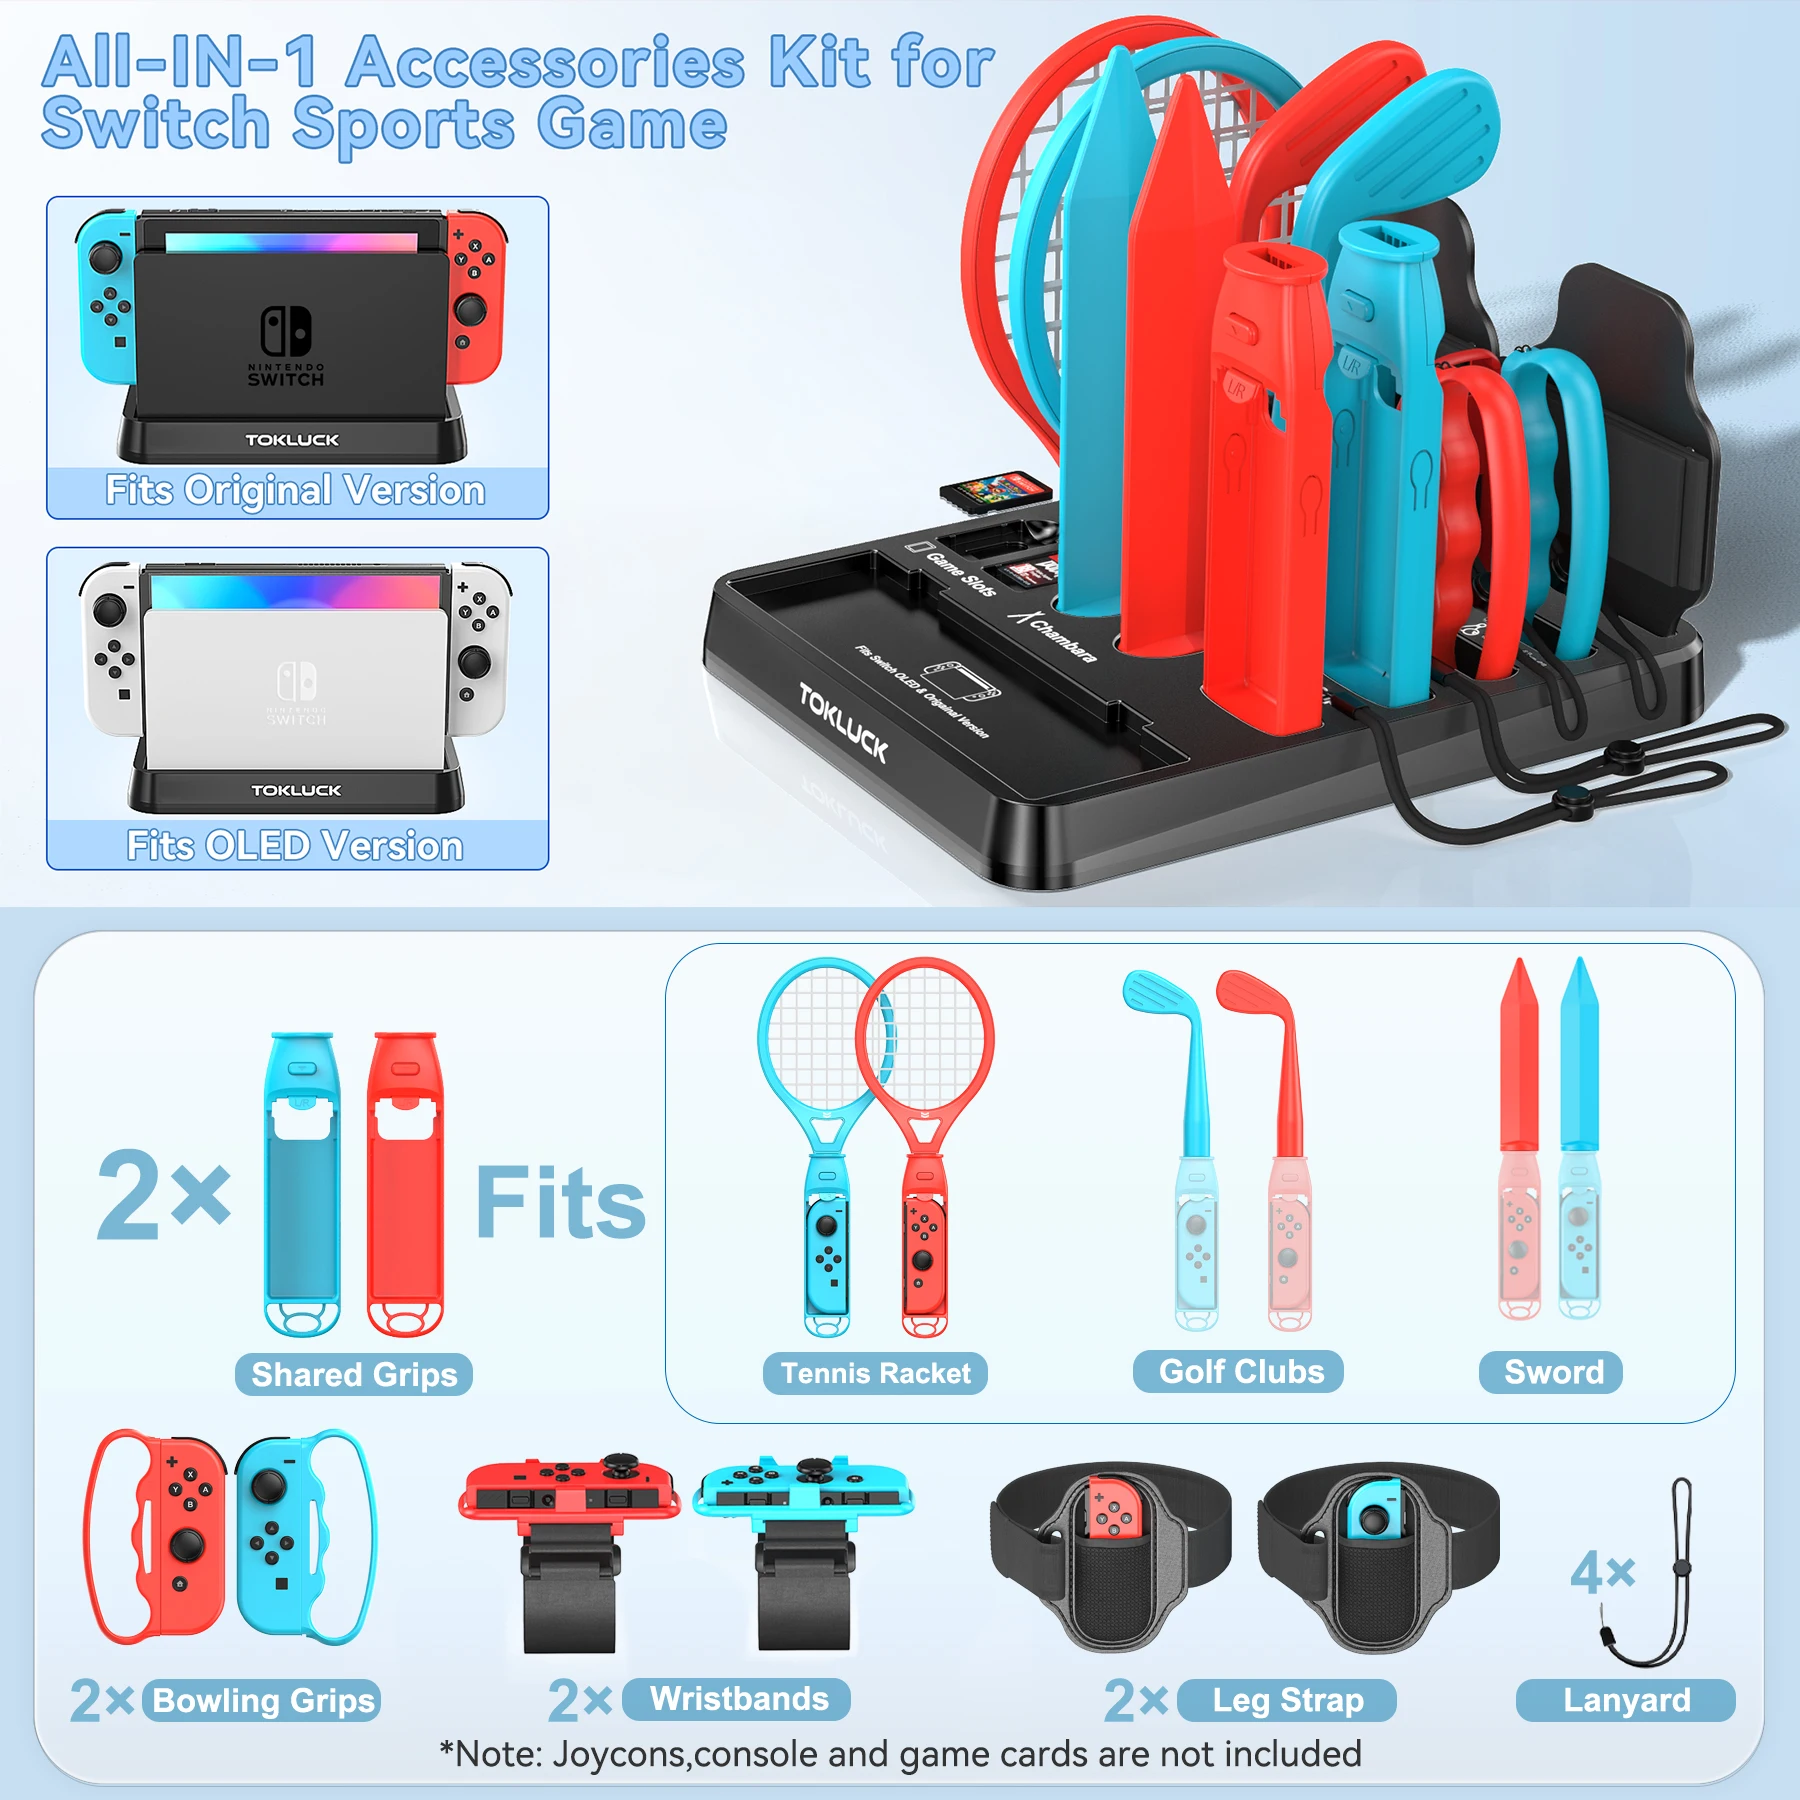 All-IN-1 Accessories Kit for
Switch Sports Game
NINTENDO
SWITCH
TOKLUCK
Fits Original Version
NINTENDO
SWITCH
TOKLUCK
Fits OLED Version
Game Slots
Chambara
Fits Switch OLED & Original Version
TOKLUCK
L/R
L/R
2×
Fits
Shared Grips
Tennis Racket
Golf Clubs
Sword
2× Bowling Grips
2× Wristbands
2× Leg Strap
4×
Lanyard
*Note: Joycons,console and game cards are not included